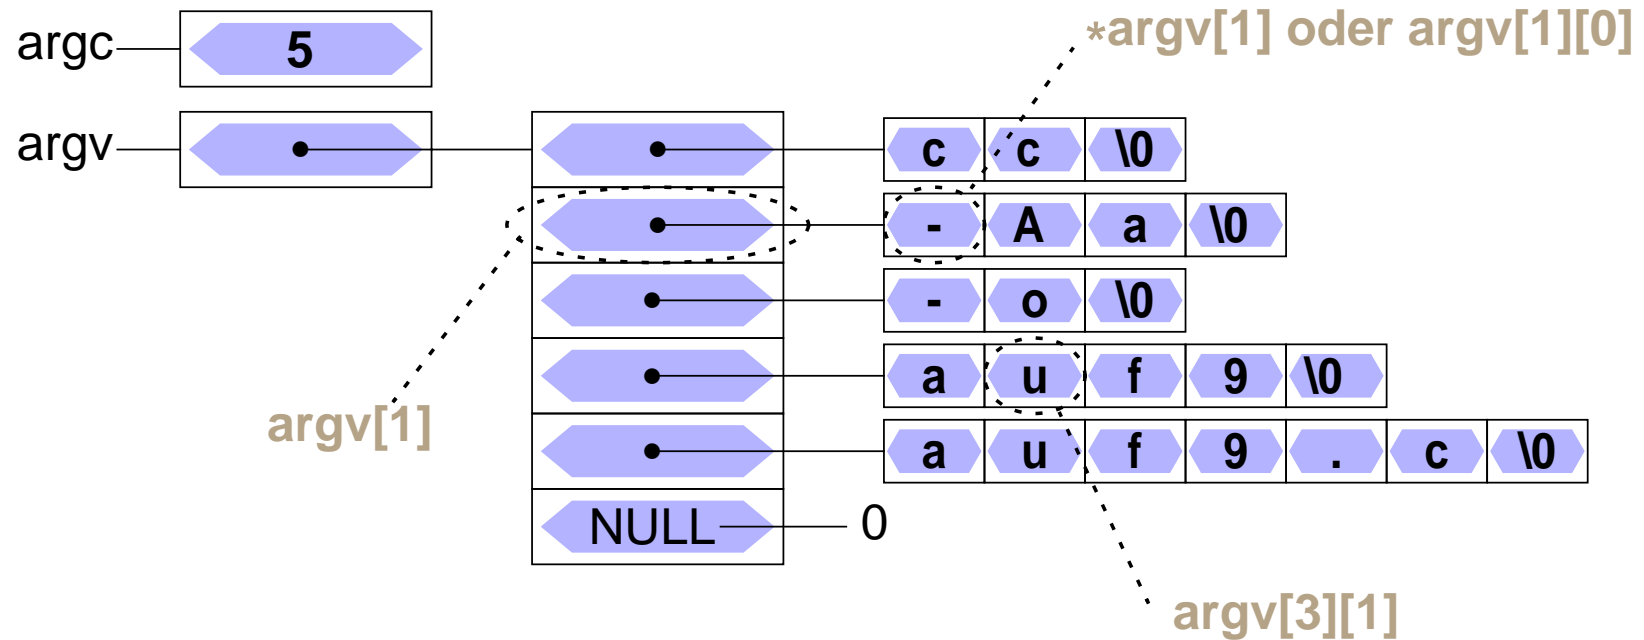 *argv[1] oder argv[1][0]
argc 5
argv c c \0
- A a \0
- o \0
a u f 9 \0
argv[1]
a u f 9 . c \0
NULL 0
argv[3][1]